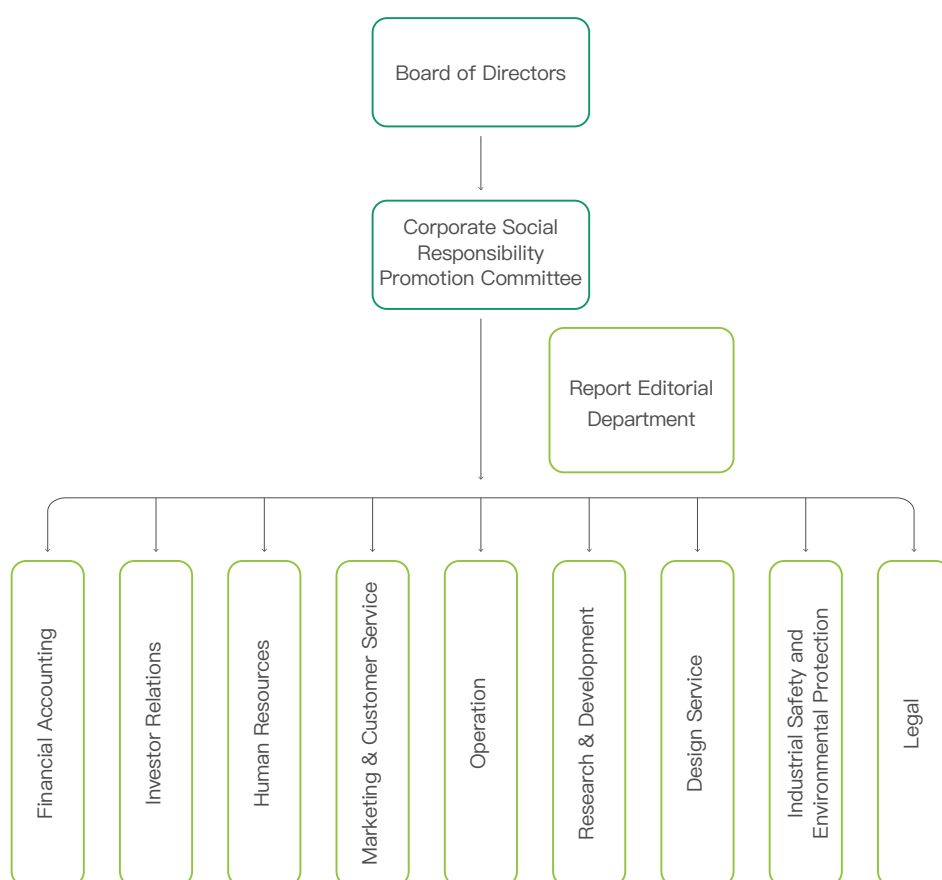 Board of Directors
Corporate Social
Responsibility
Promotion Committee
Report Editorial
Department
Financial Accounting
Investor Relations
Human Resources
Marketing & Customer Service
Operation
Research & Development
Design Service
Industrial Safety and
Environmental Protection
Legal